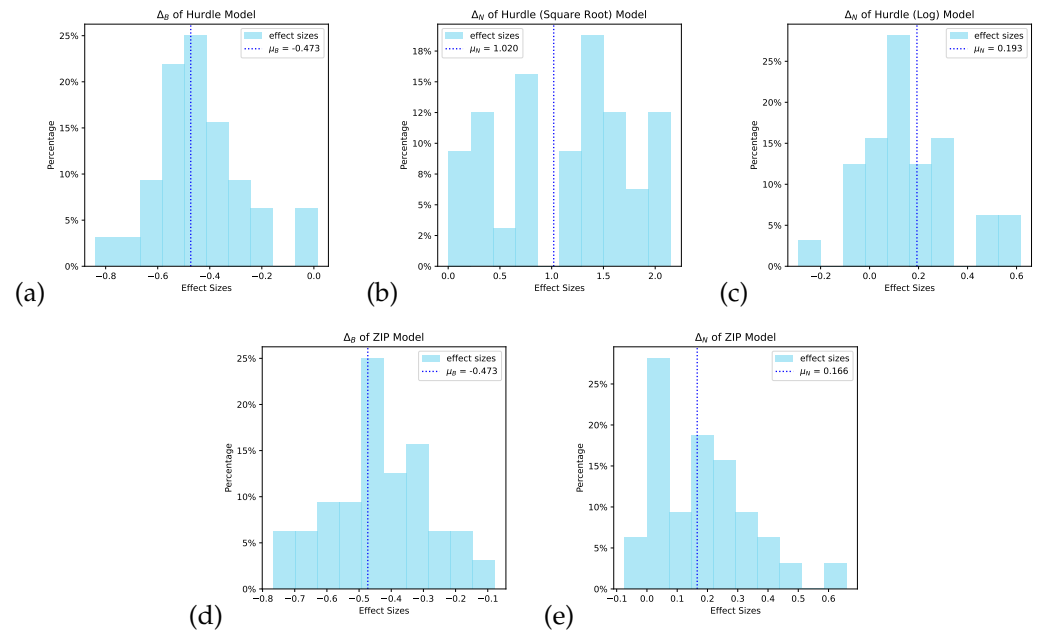 Δ_B of Hurdle Model
effect sizes
μ_B = -0.473
25%
20%
15%
10%
5%
0%
Percentage
−0.8 −0.6 −0.4 −0.2 0.0
Effect Sizes
(a)
Δ_N of Hurdle (Square Root) Model
effect sizes
μ_N = 1.020
18%
15%
12%
10%
8%
5%
2%
0%
Percentage
0.0 0.5 1.0 1.5 2.0
Effect Sizes
(b)
Δ_N of Hurdle (Log) Model
effect sizes
μ_N = 0.193
25%
20%
15%
10%
5%
0%
Percentage
−0.2 0.0 0.2 0.4 0.6
Effect Sizes
(c)
Δ_B of ZIP Model
effect sizes
μ_B = -0.473
25%
20%
15%
10%
5%
0%
Percentage
−0.8 −0.7 −0.6 −0.5 −0.4 −0.3 −0.2 −0.1
Effect Sizes
(d)
Δ_N of ZIP Model
effect sizes
μ_N = 0.166
25%
20%
15%
10%
5%
0%
Percentage
−0.1 0.0 0.1 0.2 0.3 0.4 0.5 0.6
Effect Sizes
(e)